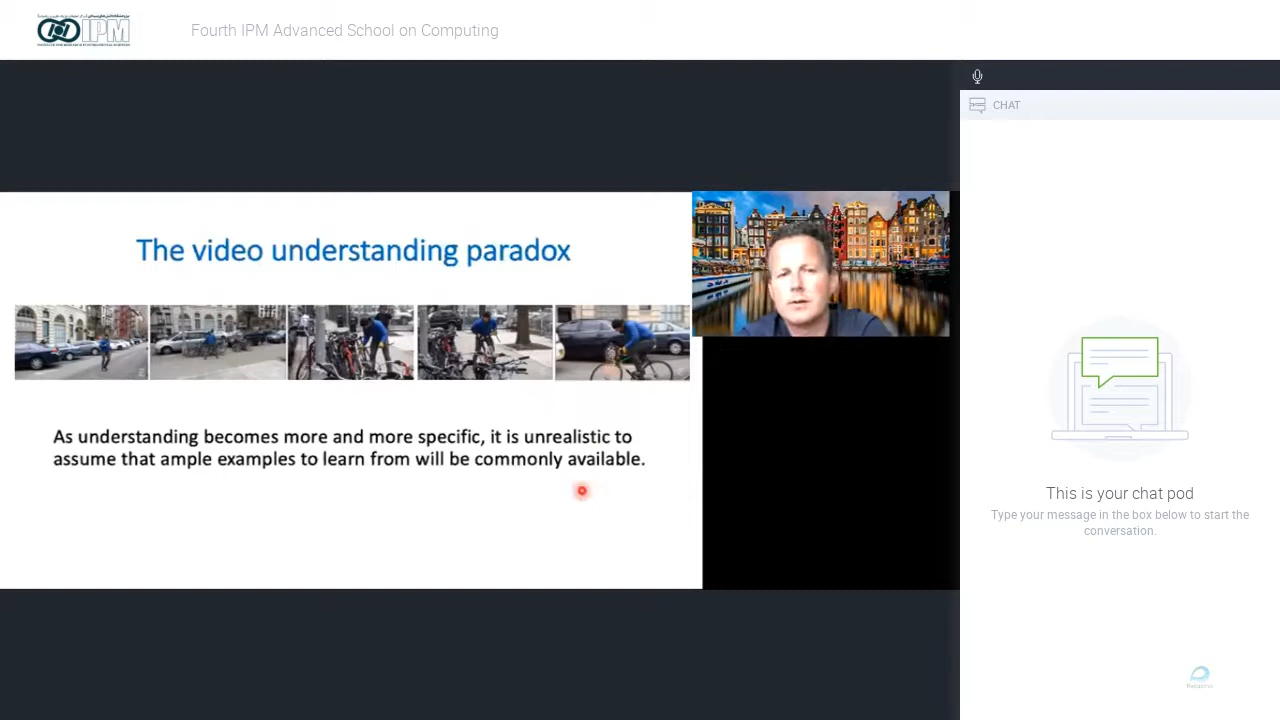 IPM
Fourth IPM Advanced School on Computing
CHAT
The video understanding paradox
As understanding becomes more and more specific, it is unrealistic to
assume that ample examples to learn from will be commonly available.
This is your chat pod
Type your message in the box below to start the
conversation.